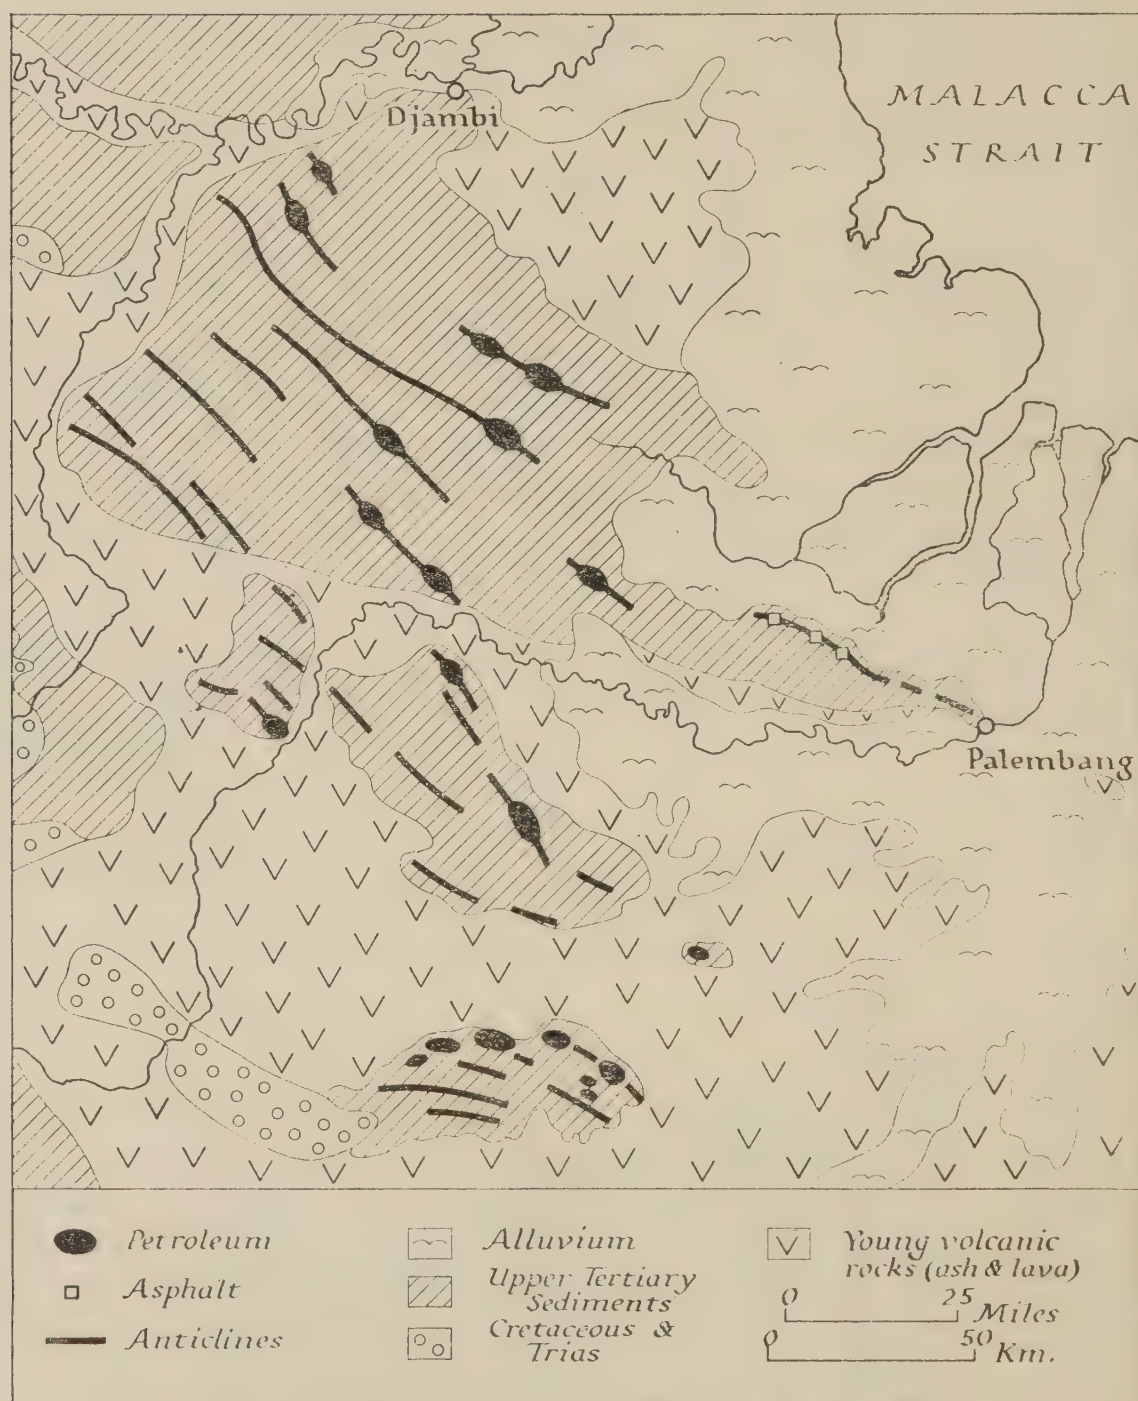 MALACCA
STRAIT
Djambi
Palembang
Petroleum
Asphalt
Anticlines
Alluvium
Upper Tertiary
Sediments
Cretaceous &
Trias
Young volcanic
rocks (ash & lava)
0 25 Miles
0 50 Km.